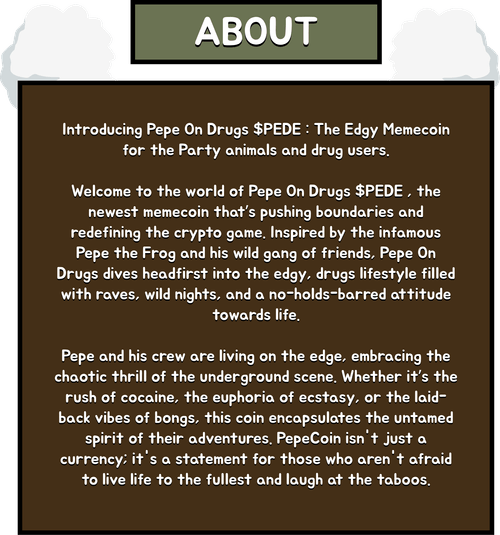 ABOUT
Introducing Pepe On Drugs $PEDE : The Edgy Memecoin
for the Party animals and drug users.
Welcome to the world of Pepe On Drugs $PEDE , the
newest memecoin that's pushing boundaries and
redefining the crypto game. Inspired by the infamous
Pepe the Frog and his wild gang of friends, Pepe On
Drugs dives headfirst into the edgy, drugs lifestyle filled
with raves, wild nights, and a no-holds-barred attitude
towards life.
Pepe and his crew are living on the edge, embracing the
chaotic thrill of the underground scene. Whether it's the
rush of cocaine, the euphoria of ecstasy, or the laid-
back vibes of bongs, this coin encapsulates the untamed
spirit of their adventures. PepeCoin isn't just a
currency; it's a statement for those who aren't afraid
to live life to the fullest and laugh at the taboos.